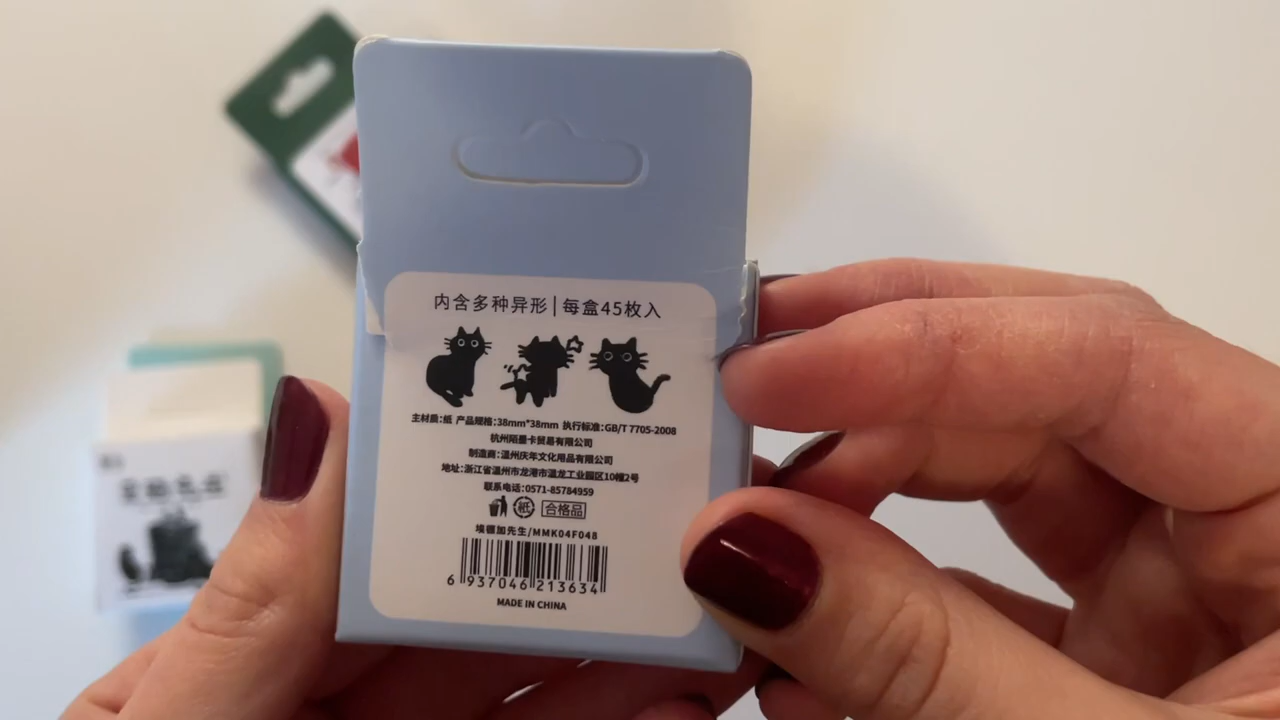 内含多种异形|每盒45枚入
主材质:纸 产品规格:38mm*38mm 执行标准:GB/T 7705-2008
杭州陌墨卡贸易有限公司
制造商:温州庆年文化用品有限公司
地址:浙江省温州市龙港市温龙工业园区10幢2号
联系电话:0571-85784959
紙 合格品
埃德加先生/MMK04F048
6 937046 213634
MADE IN CHINA